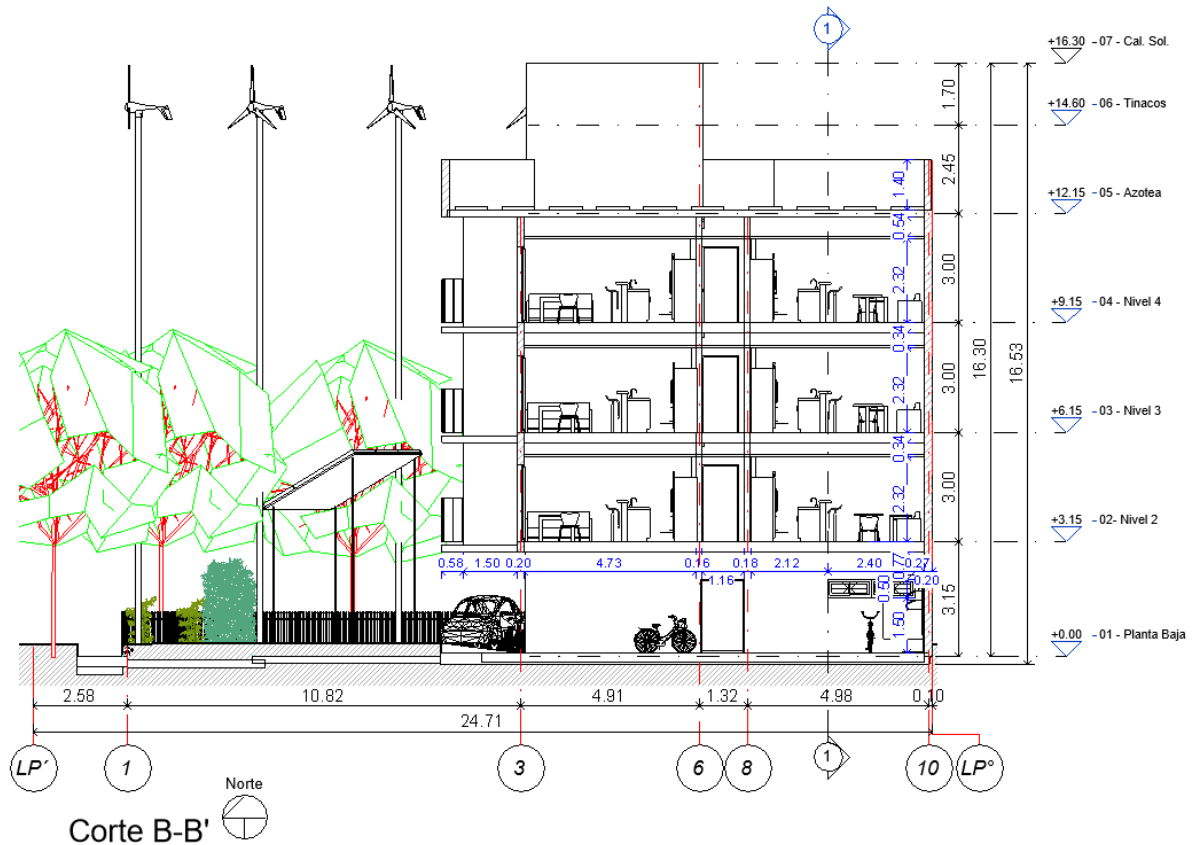 1
+16.30 - 07 - Cal. Sol.
1.70
+14.60 - 06 - Tinacos
2.45
1.40
+12.15 - 05 - Azotea
0.54
3.00
2.32
+9.15 - 04 - Nivel 4
0.34
3.00
2.32
16.30
16.53
+6.15 - 03 - Nivel 3
0.34
3.00
2.32
+3.15 - 02- Nivel 2
0.58 1.50 0.20 4.73 0.16 1.16 0.18 2.12 2.40 0.27
0.20
0.77
0.50
1.50
3.15
+0.00 - 01 - Planta Baja
2.58 10.82 4.91 1.32 4.98 0.10
24.71
LP´ 1 3 6 8 1 10 LP°
Norte
Corte B-B'